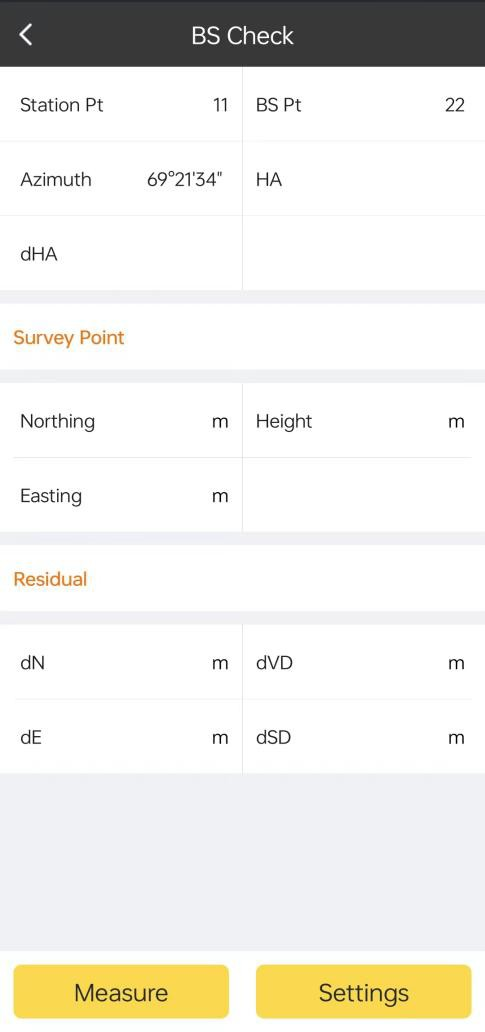 BS Check
Station Pt 11 BS Pt 22
Azimuth 69°21'34" HA
dHA
Survey Point
Northing m Height m
Easting m
Residual
dN m dVD m
dE m dSD m
Measure Settings